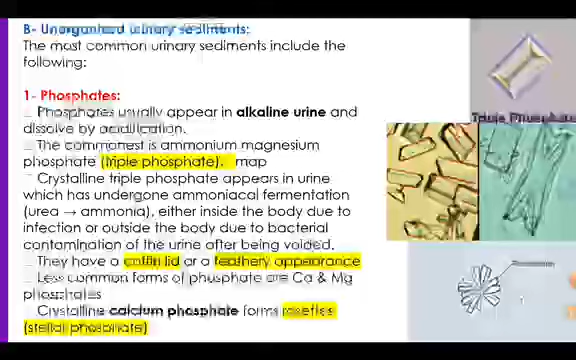 B- Unorganized urinary sediments:
The most common urinary sediments include the
following:
1- Phosphates:
Phosphates usually appear in alkaline urine and
dissolve by acidification.
The commonest is ammonium magnesium
phosphate (triple phosphate). map
Crystalline triple phosphate appears in urine
which has undergone ammoniacal fermentation
(urea → ammonia), either inside the body due to
infection or outside the body due to bacterial
contamination of the urine after being voided.
They have a coffin lid or a feathery appearance
Less common forms of phosphate are Ca & Mg
phosphates
Crystalline calcium phosphate forms rosettes
(stellar phosphate)
Triple Phosphate